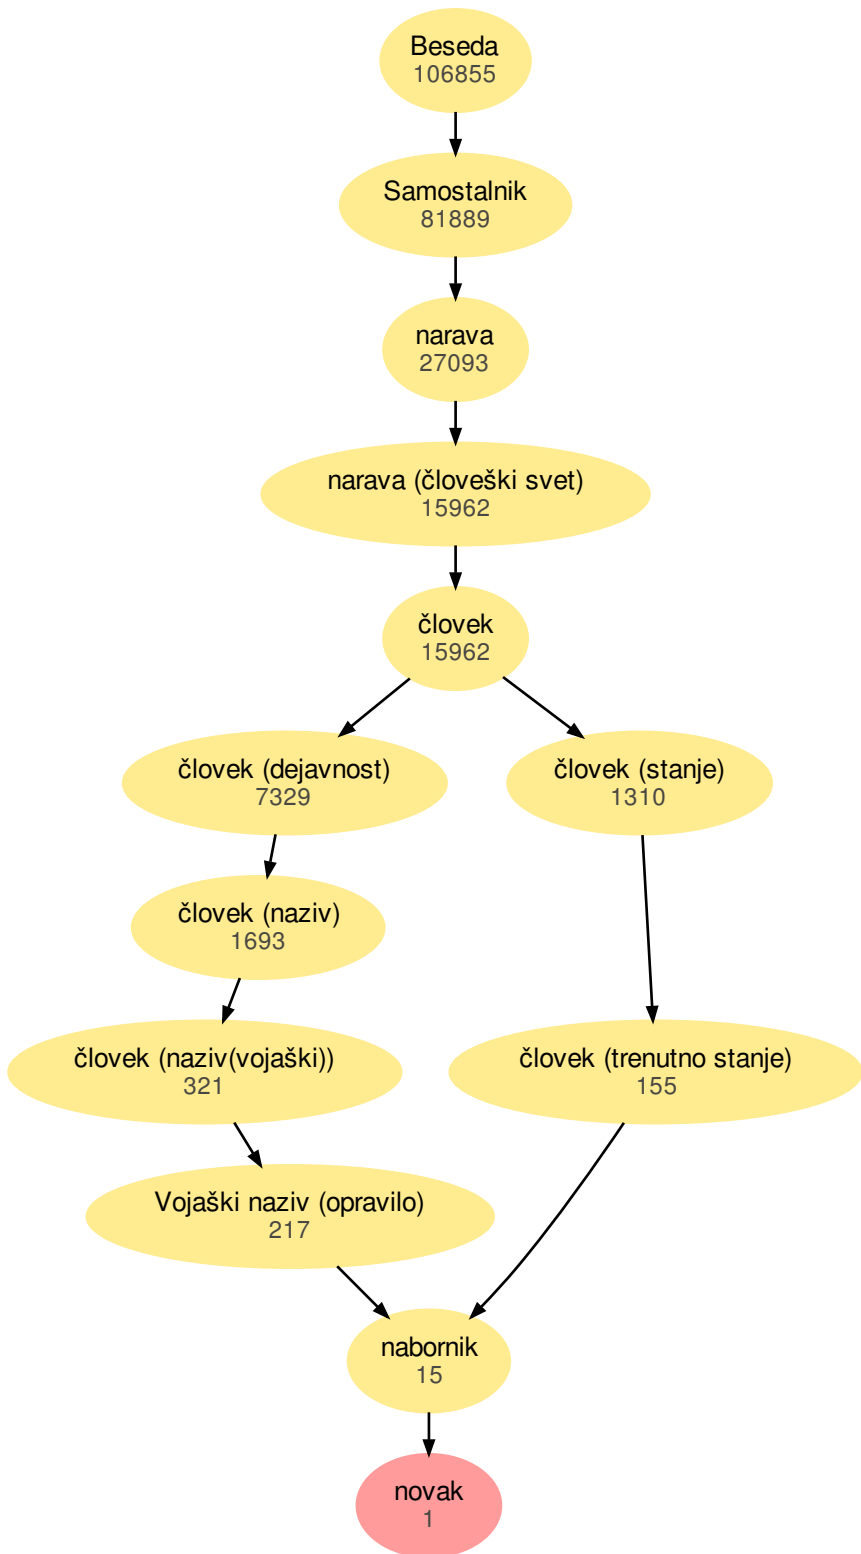 Beseda
106855
Samostalnik
81889
narava
27093
narava (človeški svet)
15962
človek
15962
človek (dejavnost)
7329
človek (stanje)
1310
človek (naziv)
1693
človek (naziv(vojaški))
321
človek (trenutno stanje)
155
Vojaški naziv (opravilo)
217
nabornik
15
novak
1